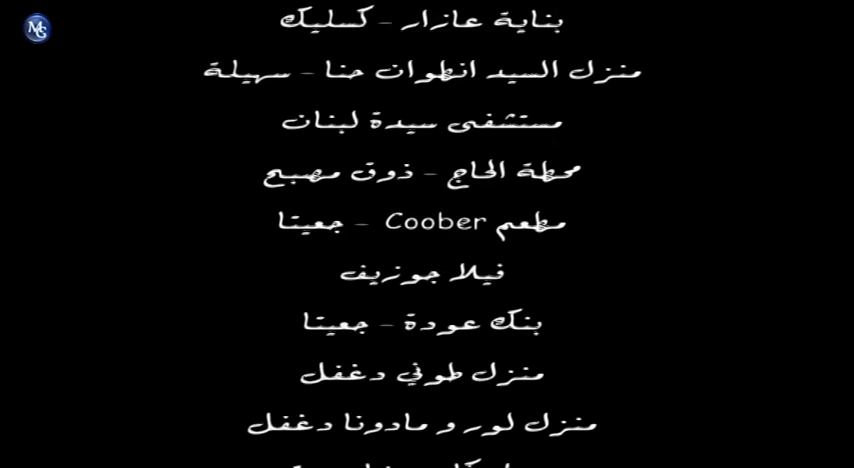 MG
بناية عازار - كسليك
منزل السيد انطوان حنا - سهيلة
مستشفى سيدة لبنان
محطة الحاج - ذوق مصبح
مطعم Coober - جعيتا
فيلا جوزيف
بنك عودة - جعيتا
منزل طوني دغفل
منزل لور و مادونا دغفل